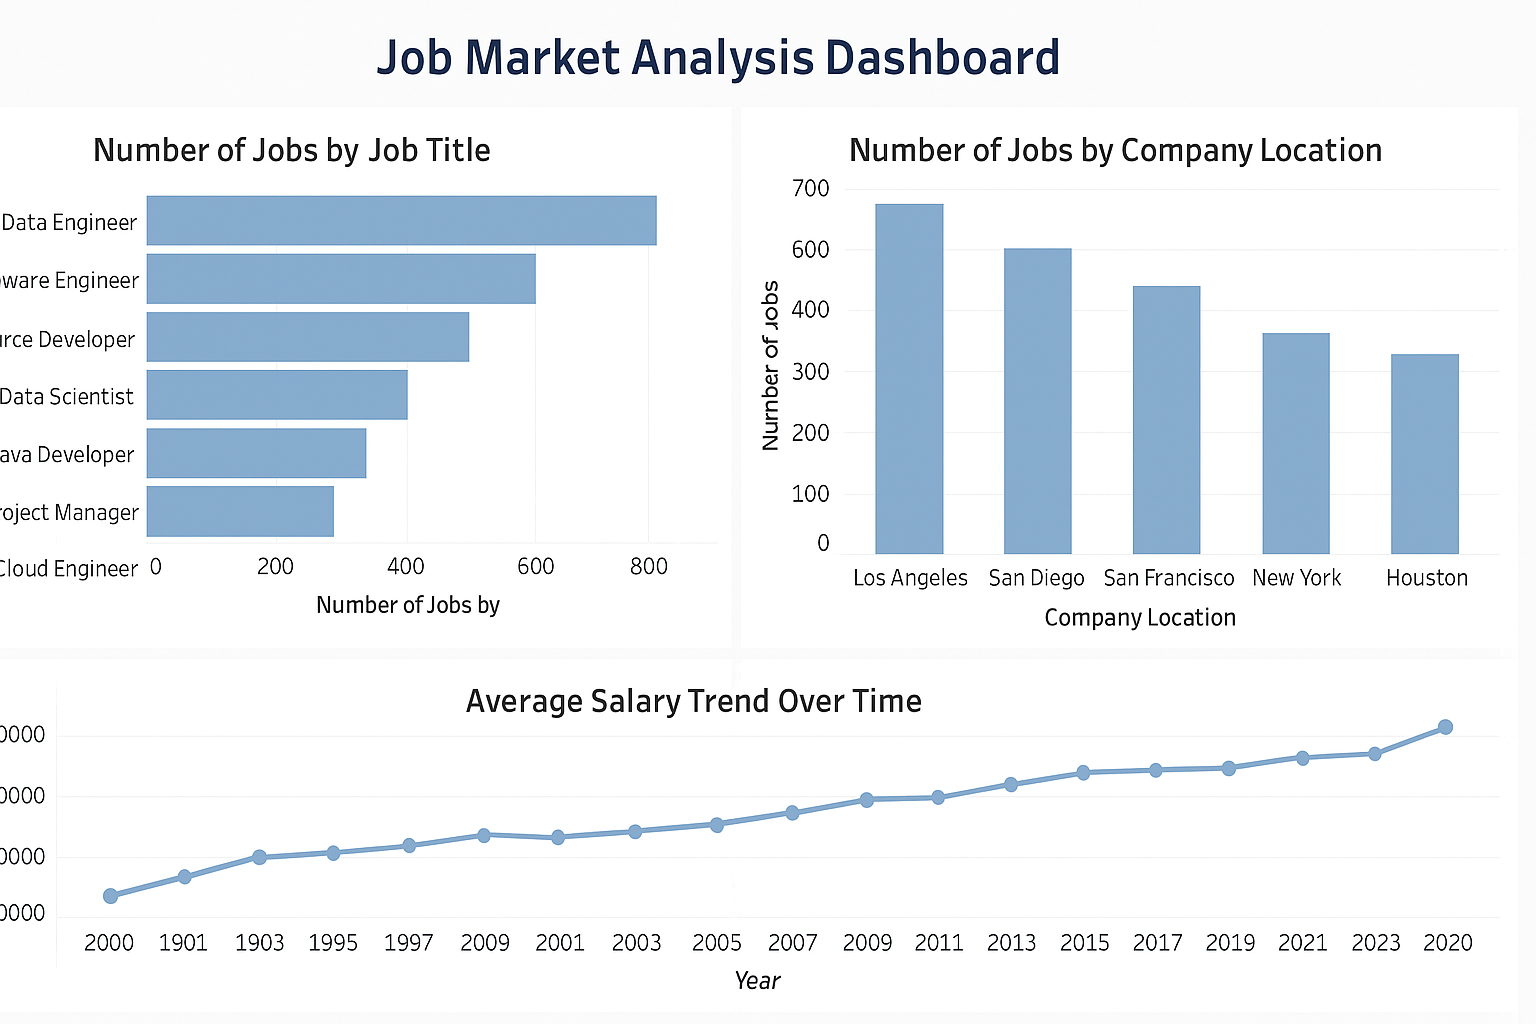 Job Market Analysis Dashboard
Number of Jobs by Job Title
Data Engineer
ware Engineer
urce Developer
Data Scientist
ava Developer
roject Manager
Cloud Engineer
0 200 400 600 800
Number of Jobs by
Number of Jobs by Company Location
700
600
400
300
200
100
0
Number of Jobs
Los Angeles San Diego San Francisco New York Houston
Company Location
Average Salary Trend Over Time
0000
0000
0000
0000
2000 1901 1903 1995 1997 2009 2001 2003 2005 2007 2009 2011 2013 2015 2017 2019 2021 2023 2020
Year